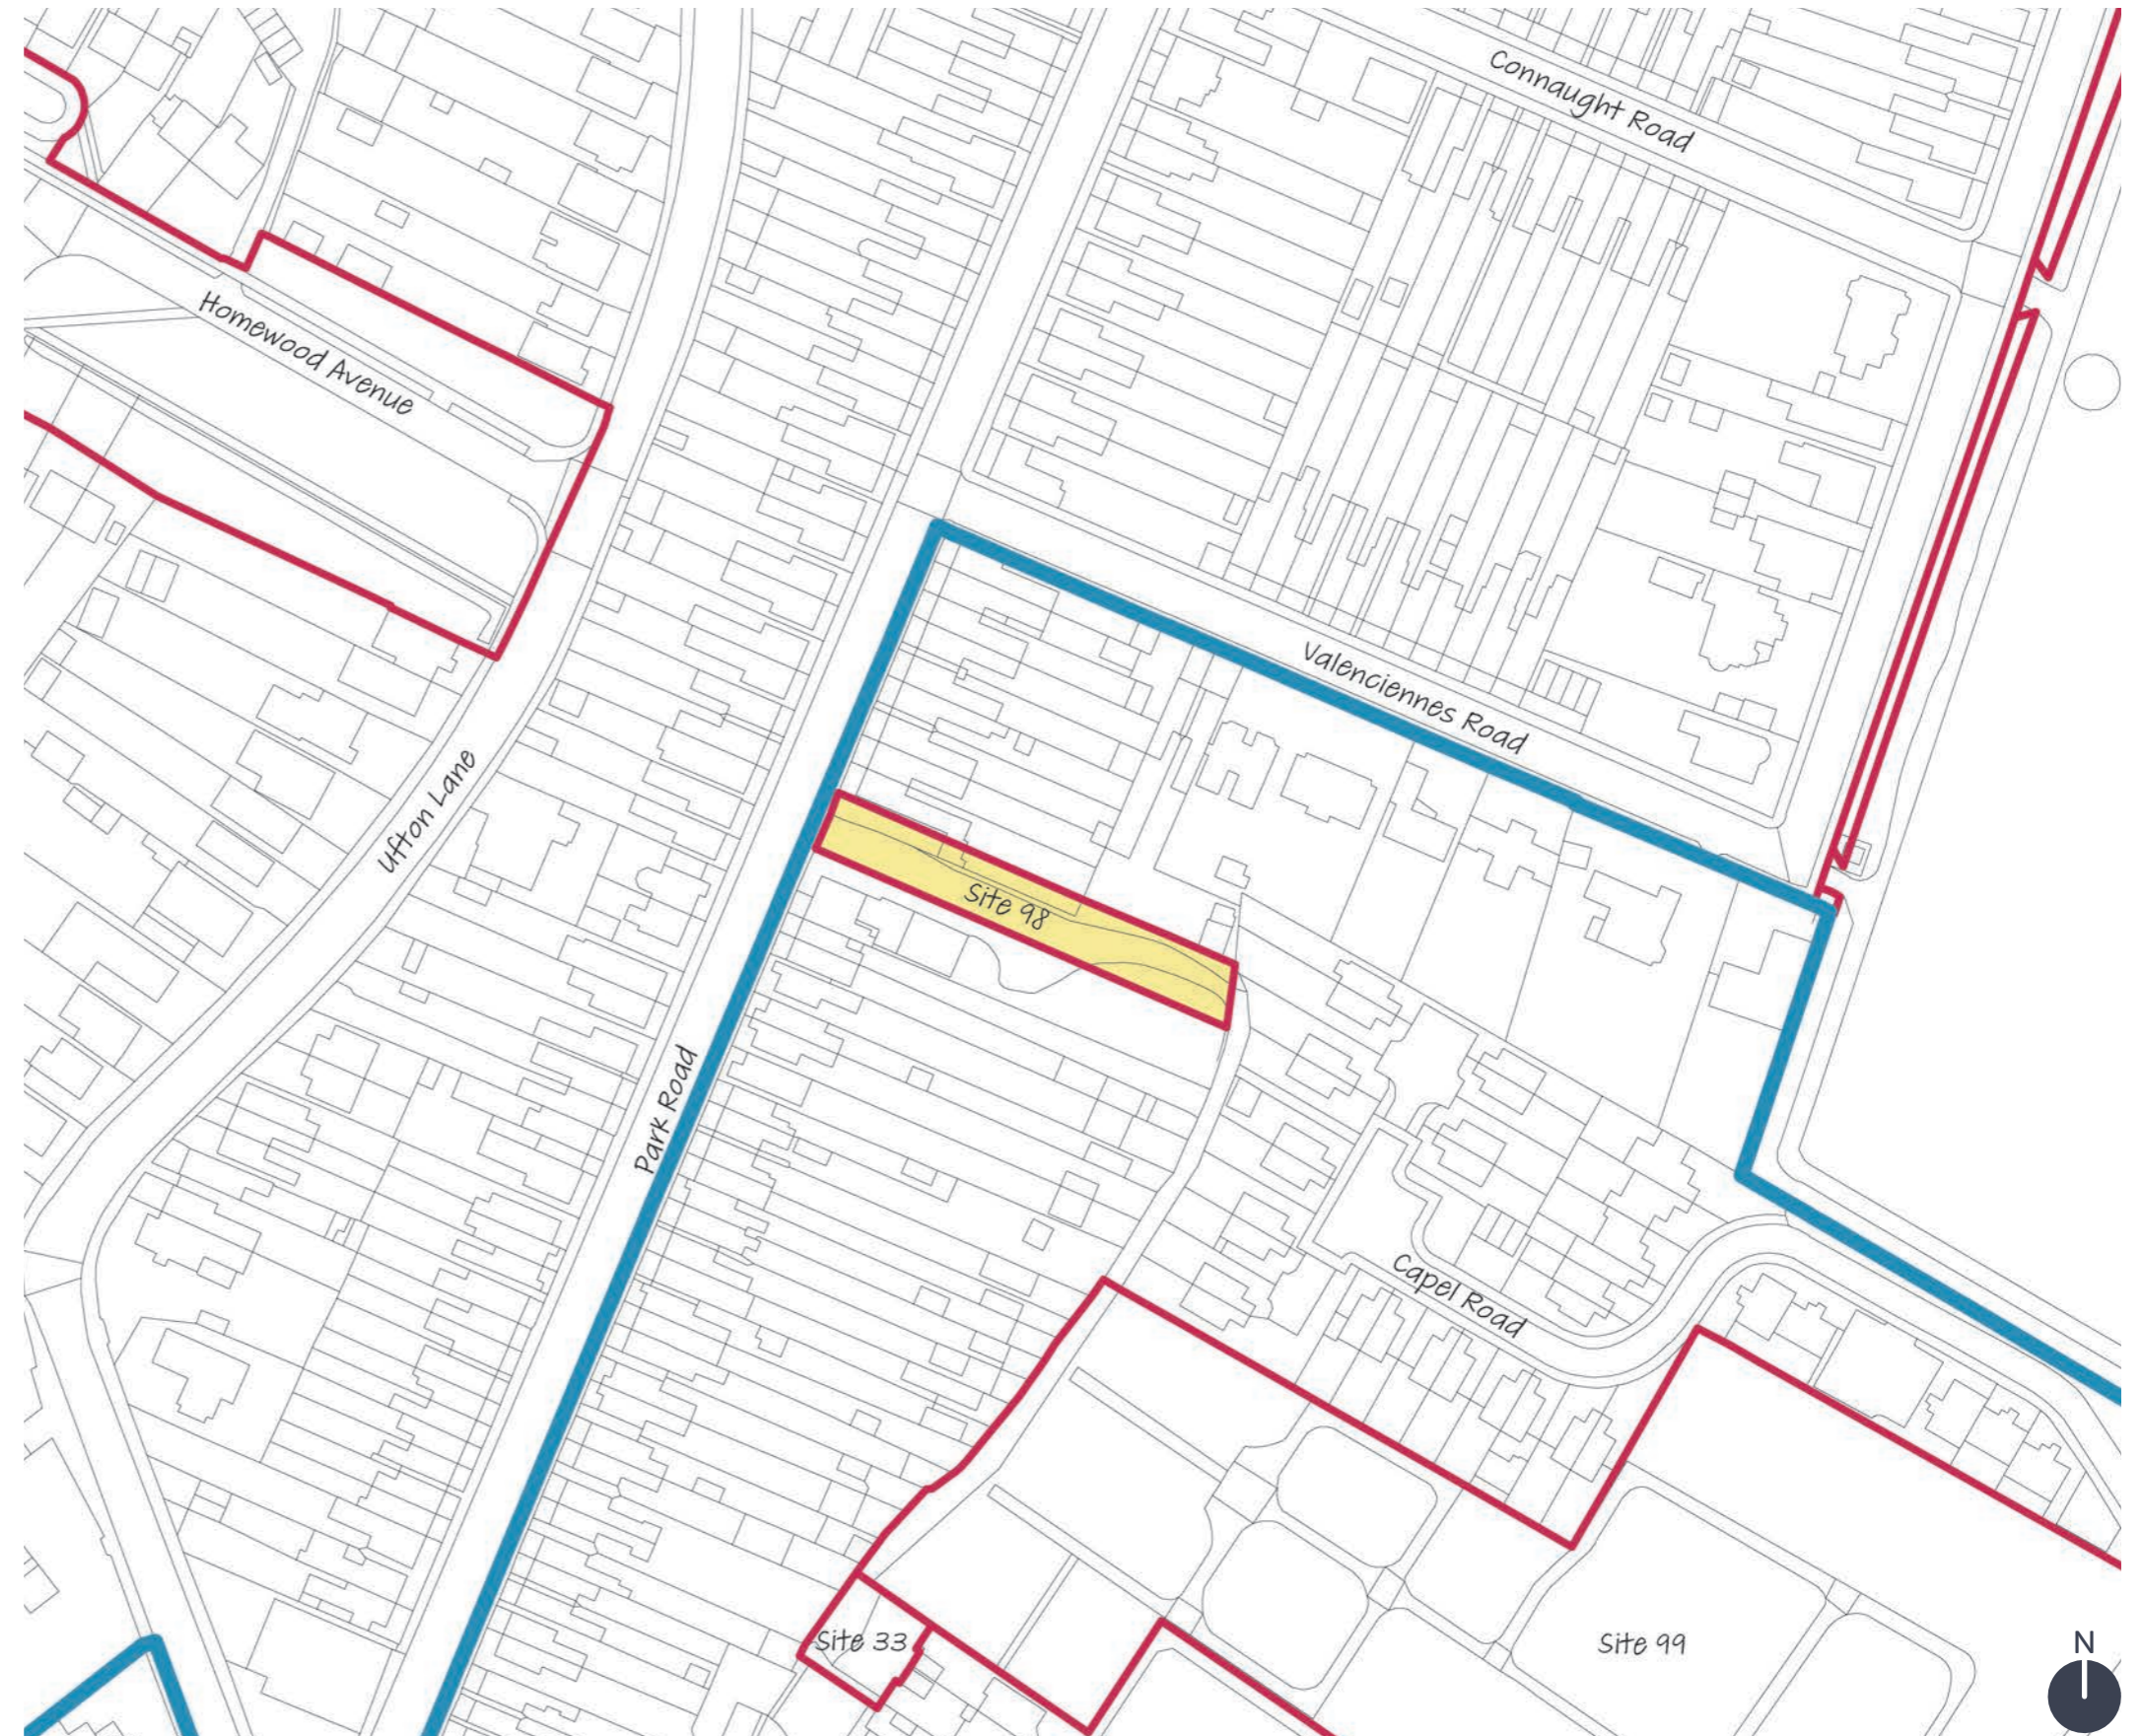 Connaught Road
Homewood Avenue
Valenciennes Road
Ufton Lane
Site 98
Park Road
Capel Road
Site 33
Site 99
N